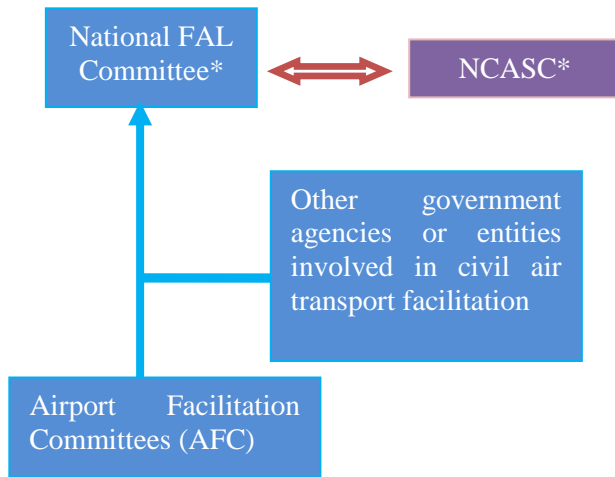 National FAL
Committee*
NCASC*
Other government
agencies or entities
involved in civil air
transport facilitation
Airport Facilitation
Committees (AFC)